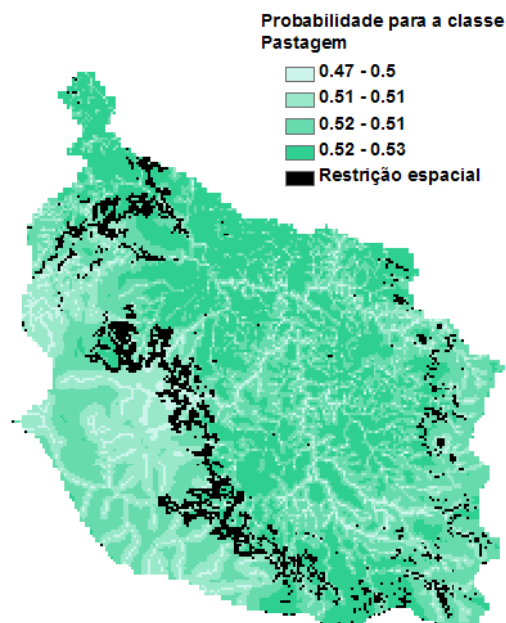 Probabilidade para a classe
Pastagem
0.47 - 0.5
0.51 - 0.51
0.52 - 0.51
0.52 - 0.53
Restrição espacial